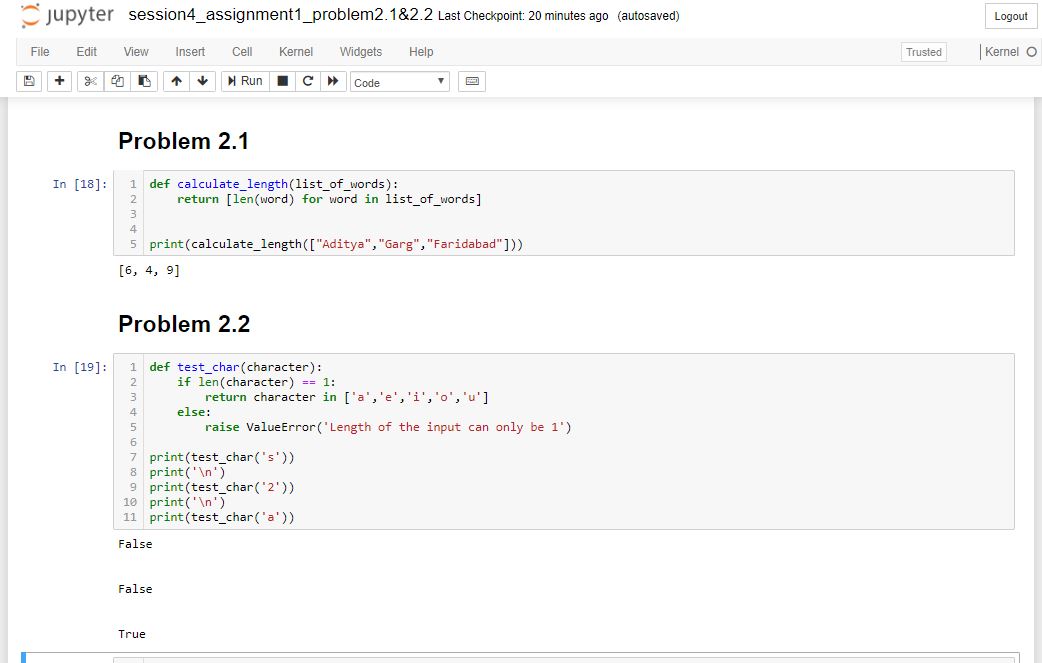 jupyter session4_assignment1_problem2.1&2.2 Last Checkpoint: 20 minutes ago (autosaved) Logout
File Edit View Insert Cell Kernel Widgets Help Trusted Kernel
Run Code
Problem 2.1
In [18]:
1 def calculate_length(list_of_words):
2     return [len(word) for word in list_of_words]
3
4
5 print(calculate_length(["Aditya","Garg","Faridabad"]))
[6, 4, 9]
Problem 2.2
In [19]:
1 def test_char(character):
2     if len(character) == 1:
3         return character in ['a','e','i','o','u']
4     else:
5         raise ValueError('Length of the input can only be 1')
6
7 print(test_char('s'))
8 print('\n')
9 print(test_char('2'))
10 print('\n')
11 print(test_char('a'))
False
False
True